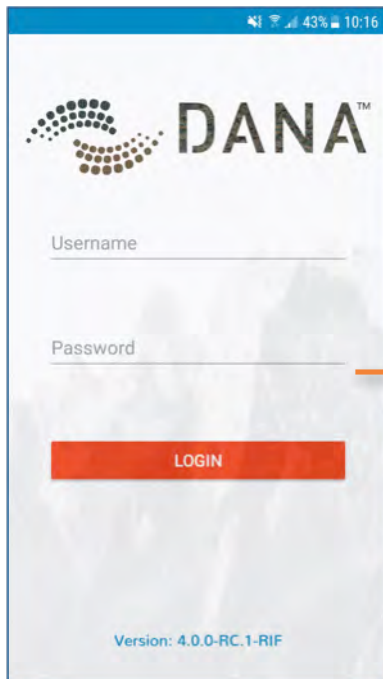 43% 10:16
DANA™
Username
Password
LOGIN
Version: 4.0.0-RC.1-RIF